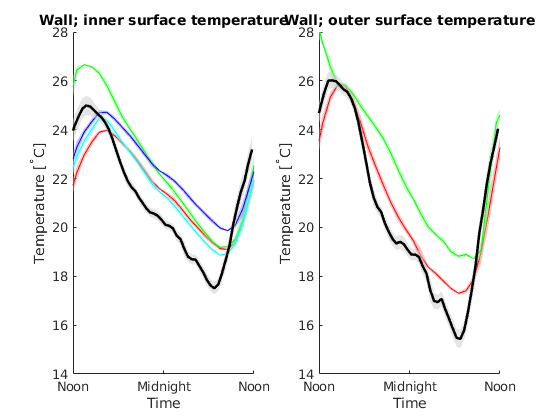 Wall; inner surface temperature
Wall; outer surface temperature
Temperature [°C]
28
26
24
22
20
18
16
14
Noon
Midnight
Noon
Time
Temperature [°C]
28
26
24
22
20
18
16
14
Noon
Midnight
Noon
Time